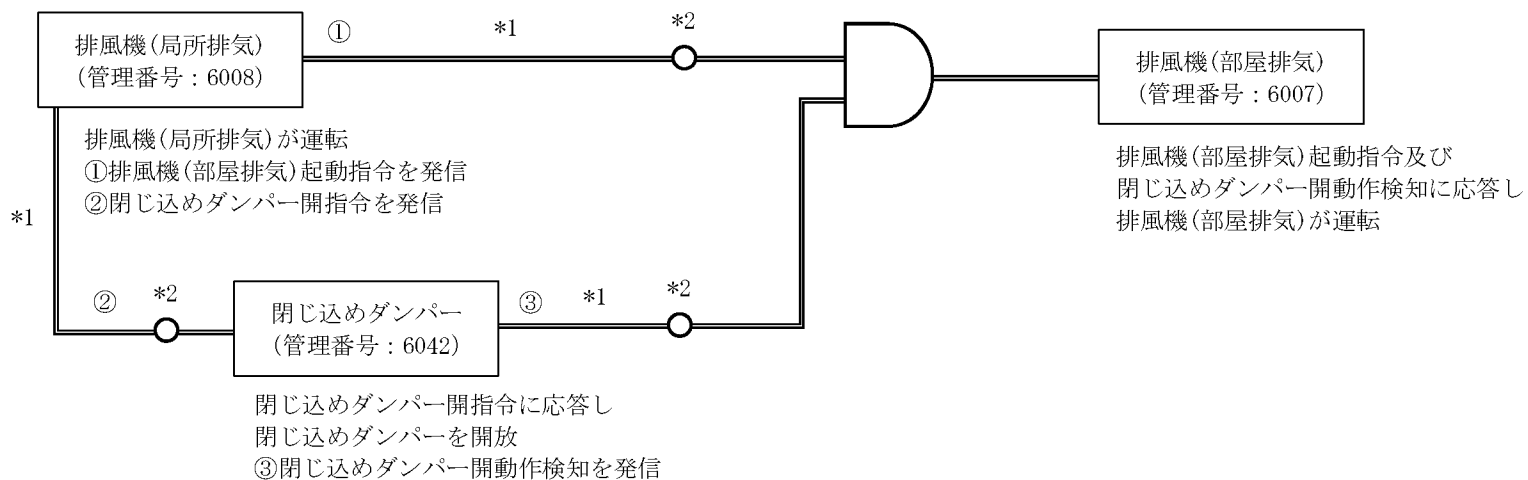 排風機(局所排気)
(管理番号：6008)
①
*1
*2
排風機(部屋排気)
(管理番号：6007)
排風機(局所排気)が運転
①排風機(部屋排気)起動指令を発信
②閉じ込めダンパー開指令を発信
排風機(部屋排気)起動指令及び
閉じ込めダンパー開動作検知に応答し
排風機(部屋排気)が運転
*1
②
*2
閉じ込めダンパー
(管理番号：6042)
③
*1
*2
閉じ込めダンパー開指令に応答し
閉じ込めダンパーを開放
③閉じ込めダンパー開動作検知を発信